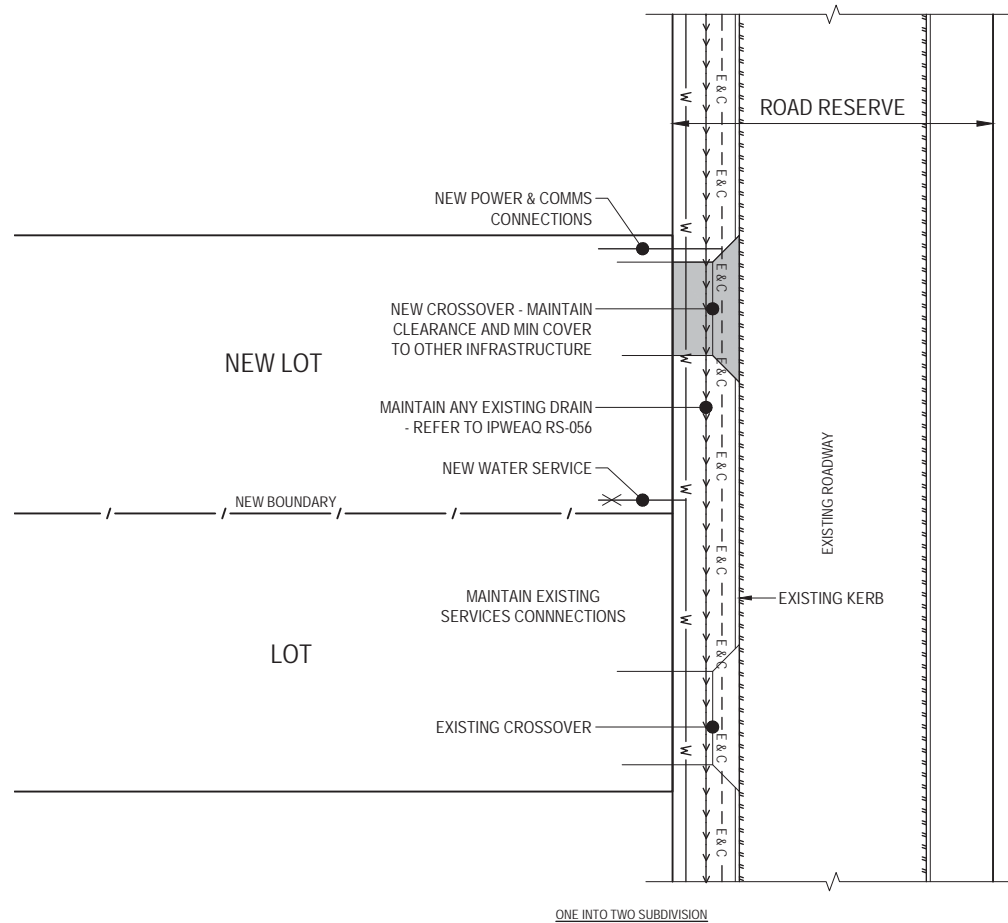 ROAD RESERVE
NEW POWER & COMMS
CONNECTIONS
NEW CROSSOVER - MAINTAIN
CLEARANCE AND MIN COVER
TO OTHER INFRASTRUCTURE
NEW LOT
MAINTAIN ANY EXISTING DRAIN
- REFER TO IPWEAQ RS-056
NEW WATER SERVICE
NEW BOUNDARY
MAINTAIN EXISTING
SERVICES CONNNECTIONS
LOT
EXISTING CROSSOVER
W
W
W
W
W
W
W
E & C
E & C
E & C
E & C
E & C
E & C
E & C
E & C
E & C
EXISTING ROADWAY
EXISTING KERB
ONE INTO TWO SUBDIVISION